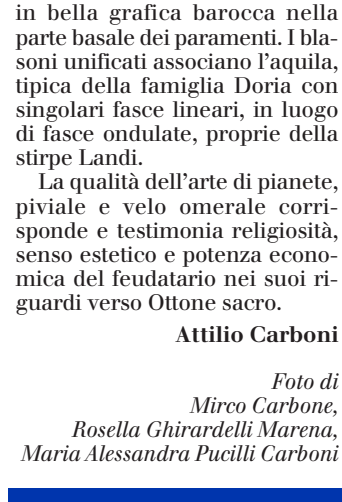 in bella grafica barocca nella
parte basale dei paramenti. I bla-
soni unificati associano l'aquila,
tipica della famiglia Doria con
singolari fasce lineari, in luogo
di fasce ondulate, proprie della
stirpe Landi.
La qualità dell'arte di pianete,
piviale e velo omerale corri-
sponde e testimonia religiosità,
senso estetico e potenza econo-
mica del feudatario nei suoi ri-
guardi verso Ottone sacro.
Attilio Carboni
Foto di
Mirco Carbone,
Rosella Ghirardelli Marena,
Maria Alessandra Pucilli Carboni